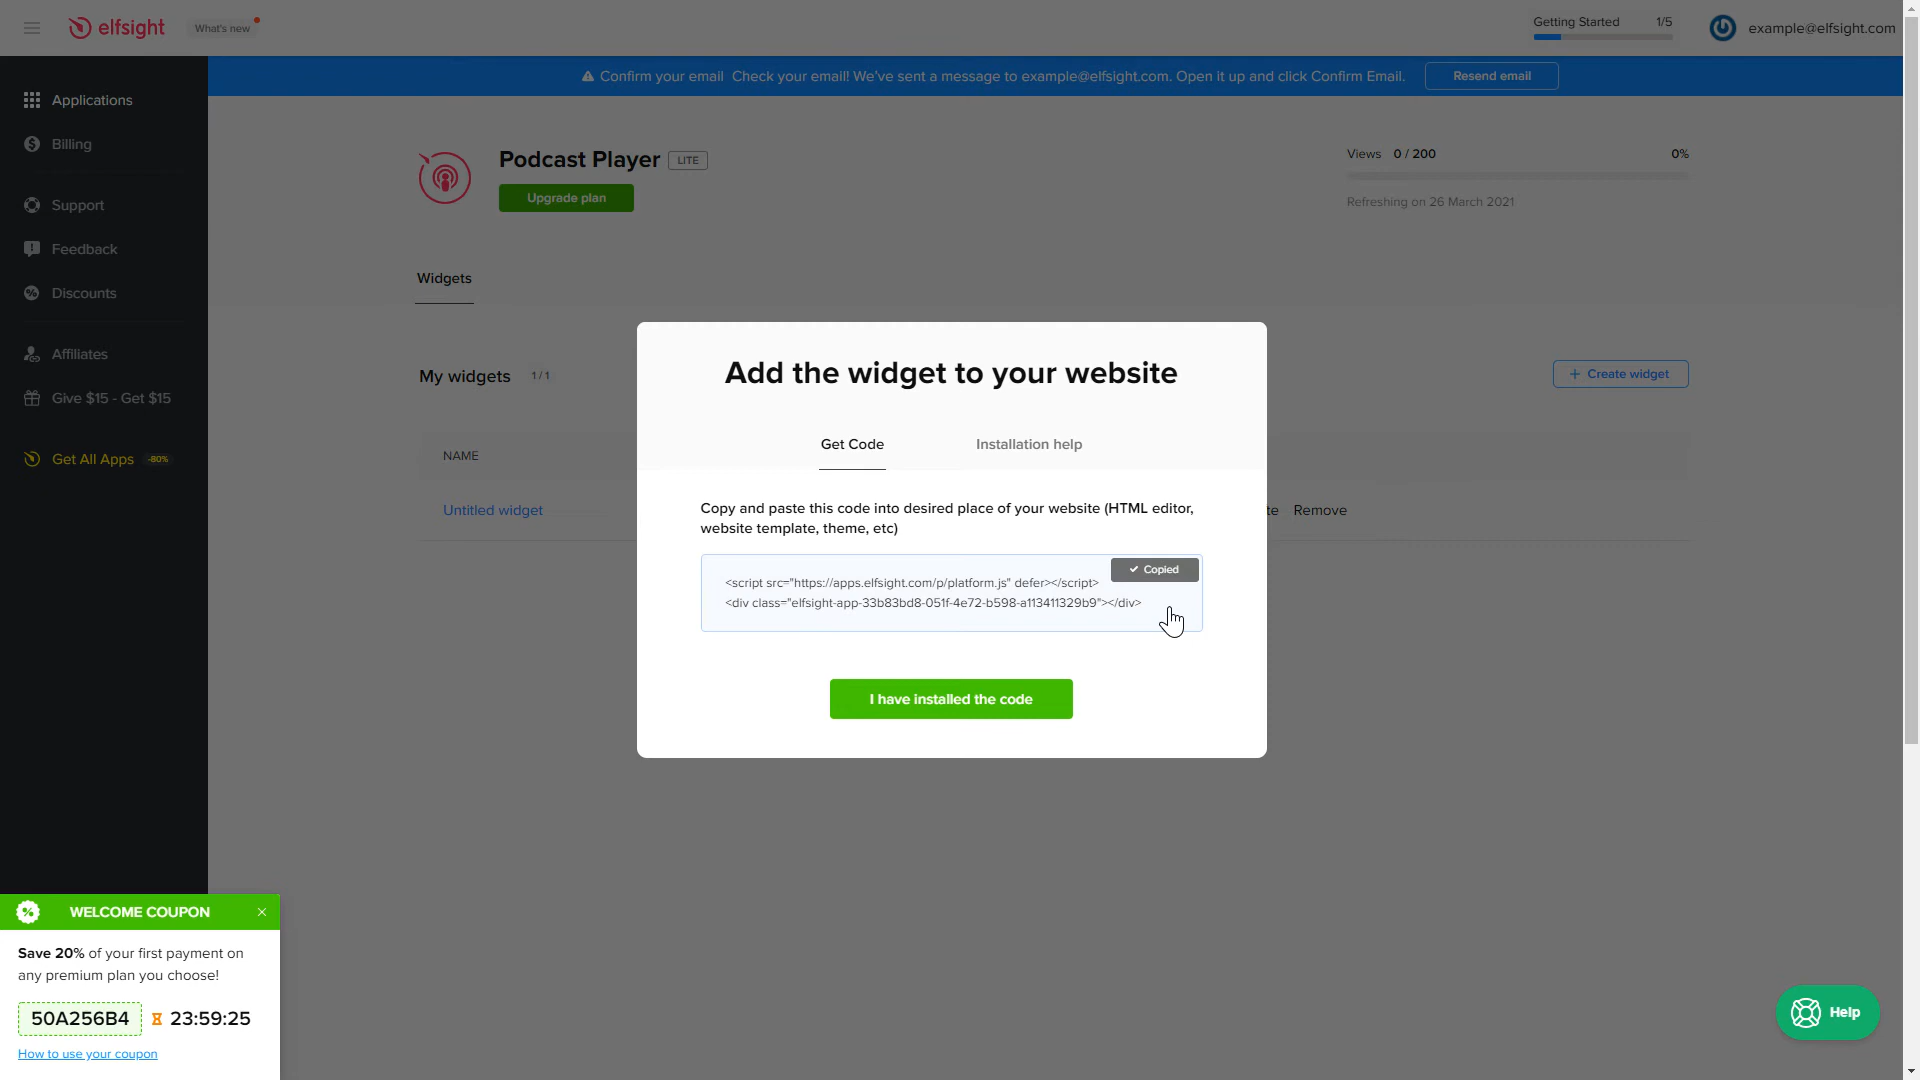 elfsight
What's new
Getting Started 1/5
example@elfsight.com
Confirm your email Check your email! We've sent a message to example@elfsight.com. Open it up and click Confirm Email.
Resend email
Applications
Billing
Support
Feedback
Discounts
Affiliates
Give $15 - Get $15
Get All Apps -80%
Podcast Player LITE
Upgrade plan
Views 0 / 200 0%
Refreshing on 26 March 2021
Widgets
My widgets 1 / 1
+ Create widget
NAME
Untitled widget
te Remove
Add the widget to your website
Get Code Installation help
Copy and paste this code into desired place of your website (HTML editor,
website template, theme, etc)
Copied
<script src="https://apps.elfsight.com/p/platform.js" defer></script>
<div class="elfsight-app-33b83bd8-051f-4e72-b598-a113411329b9"></div>
I have installed the code
WELCOME COUPON
Save 20% of your first payment on
any premium plan you choose!
50A256B4 23:59:25
How to use your coupon
Help